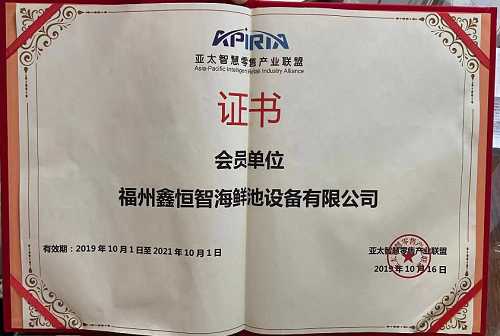 APIRIA
亚太智慧零售产业联盟
Asia-Pacific Intelligent Retail Industry Alliance
证书
会员单位
福州鑫恒智海鲜池设备有限公司
有效期：2019年10月1日至2021年10月1日
亚太智慧零售产业联盟
2019年10月16日